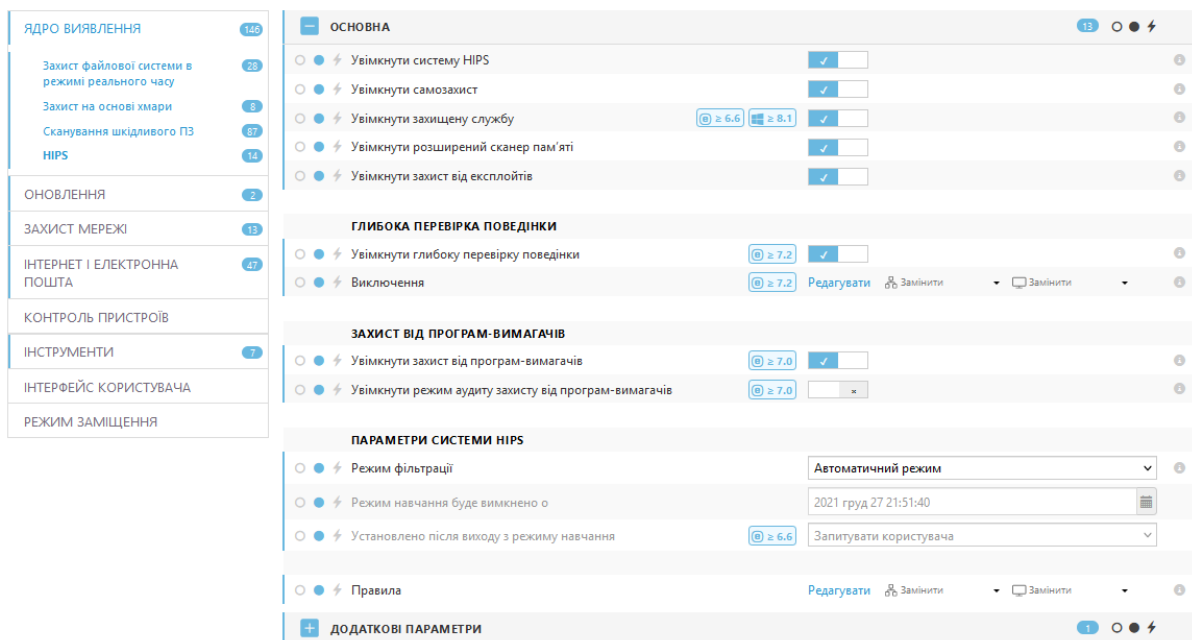 ЯДРО ВИЯВЛЕННЯ 146
Захист файлової системи в режимі реального часу 28
Захист на основі хмари 8
Сканування шкідливого ПЗ 87
HIPS 14
ОНОВЛЕННЯ 2
ЗАХИСТ МЕРЕЖІ 13
ІНТЕРНЕТ І ЕЛЕКТРОННА ПОШТА 47
КОНТРОЛЬ ПРИСТРОЇВ
ІНСТРУМЕНТИ 7
ІНТЕРФЕЙС КОРИСТУВАЧА
РЕЖИМ ЗАМІЩЕННЯ
ОСНОВНА 13
Увімкнути систему HIPS
Увімкнути самозахист
Увімкнути захищену службу ≥ 6.6 ≥ 8.1
Увімкнути розширений сканер пам'яті
Увімкнути захист від експлойтів
ГЛИБОКА ПЕРЕВІРКА ПОВЕДІНКИ
Увімкнути глибоку перевірку поведінки ≥ 7.2
Виключення ≥ 7.2 Редагувати Замінити Замінити
ЗАХИСТ ВІД ПРОГРАМ-ВИМАГАЧІВ
Увімкнути захист від програм-вимагачів ≥ 7.0
Увімкнути режим аудиту захисту від програм-вимагачів ≥ 7.0
ПАРАМЕТРИ СИСТЕМИ HIPS
Режим фільтрації Автоматичний режим
Режим навчання буде вимкнено о 2021 груд 27 21:51:40
Установлено після виходу з режиму навчання ≥ 6.6 Запитувати користувача
Правила Редагувати Замінити Замінити
ДОДАТКОВІ ПАРАМЕТРИ 1